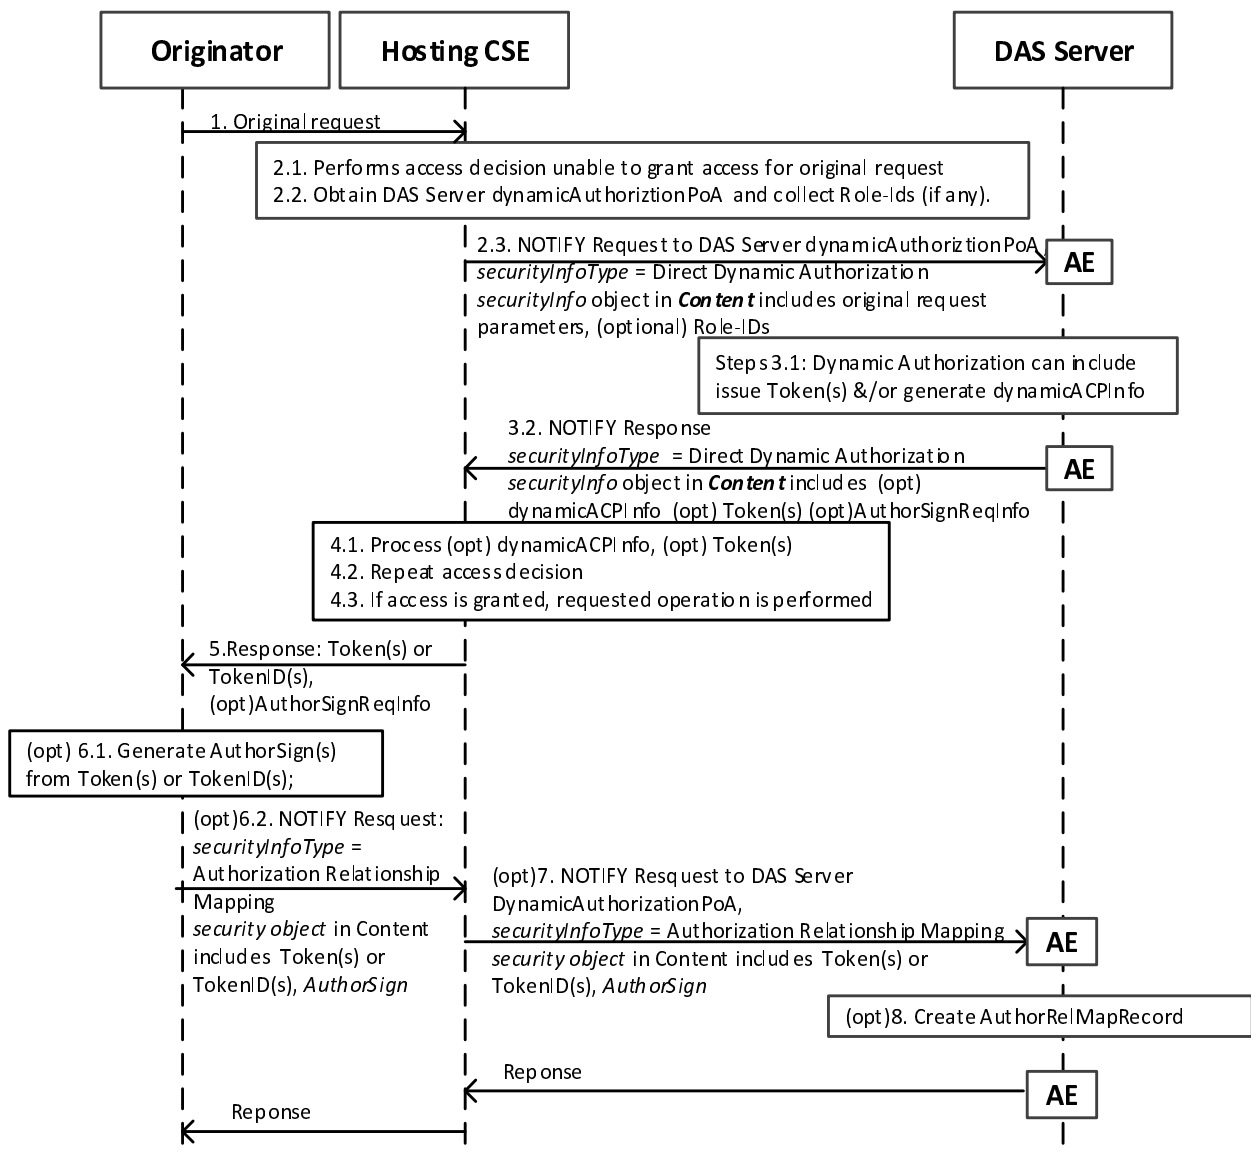 Originator
Hosting CSE
DAS Server
1. Original request
2.1. Performs access decision unable to grant access for original request
2.2. Obtain DAS Server dynamicAuthoriztionPoA and collect Role-Ids (if any).
2.3. NOTIFY Request to DAS Server dynamicAuthoriztionPoA
securityInfoType = Direct Dynamic Authorization
securityInfo object in Content includes original request
parameters, (optional) Role-IDs
AE
Steps 3.1: Dynamic Authorization can include
issue Token(s) &/or generate dynamicACPInfo
3.2. NOTIFY Response
securityInfoType = Direct Dynamic Authorization
securityInfo object in Content includes (opt)
dynamicACPInfo (opt) Token(s) (opt)AuthorSignReqInfo
AE
4.1. Process (opt) dynamicACPInfo, (opt) Token(s)
4.2. Repeat access decision
4.3. If access is granted, requested operation is performed
5.Response: Token(s) or
TokenID(s),
(opt)AuthorSignReqInfo
(opt) 6.1. Generate AuthorSign(s)
from Token(s) or TokenID(s);
(opt)6.2. NOTIFY Resquest:
securityInfoType =
Authorization Relationship
Mapping
security object in Content
includes Token(s) or
TokenID(s), AuthorSign
(opt)7. NOTIFY Resquest to DAS Server
DynamicAuthorizationPoA,
securityInfoType = Authorization Relationship Mapping
security object in Content includes Token(s) or
TokenID(s), AuthorSign
AE
(opt)8. Create AuthorRelMapRecord
Reponse
AE
Reponse